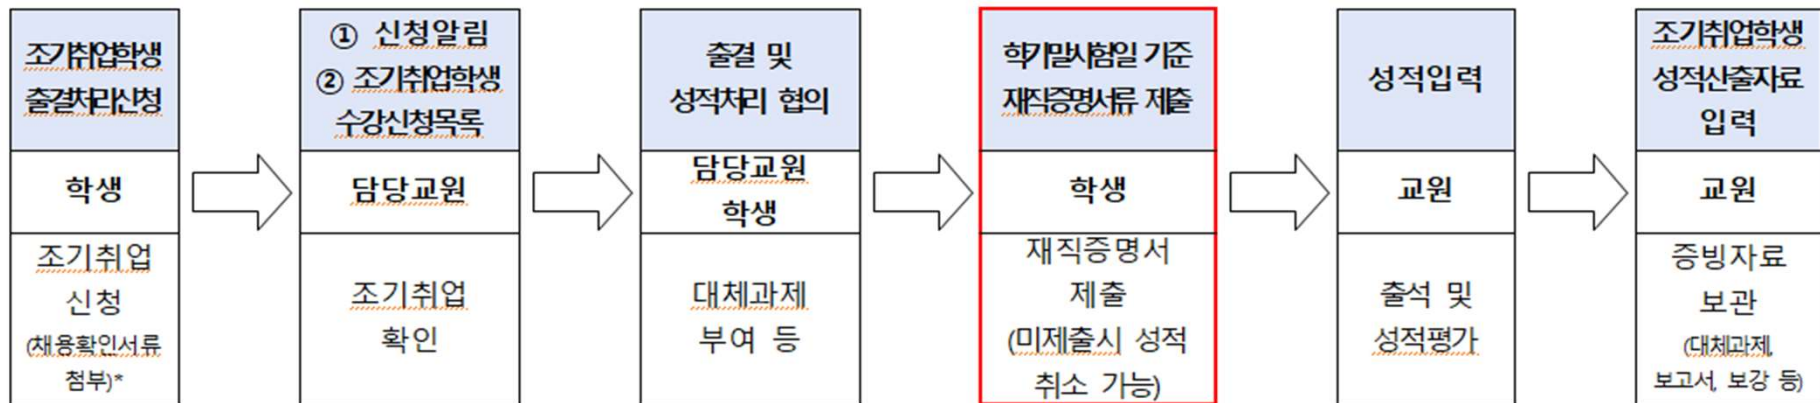 조기취업학생
출결처리신청
학생
조기취업
신청
(채용확인서류
첨부)*
① 신청알림
② 조기취업학생
수강신청목록
담당교원
조기취업
확인
출결 및
성적처리 협의
담당교원
학생
대체과제
부여 등
학기말시험일 기준
재직증명서류 제출
학생
재직증명서
제출
(미제출시 성적
취소 가능)
성적입력
교원
출석 및
성적평가
조기취업학생
성적산출자료
입력
교원
증빙자료
보관
(대체과제,
보고서, 보강 등)